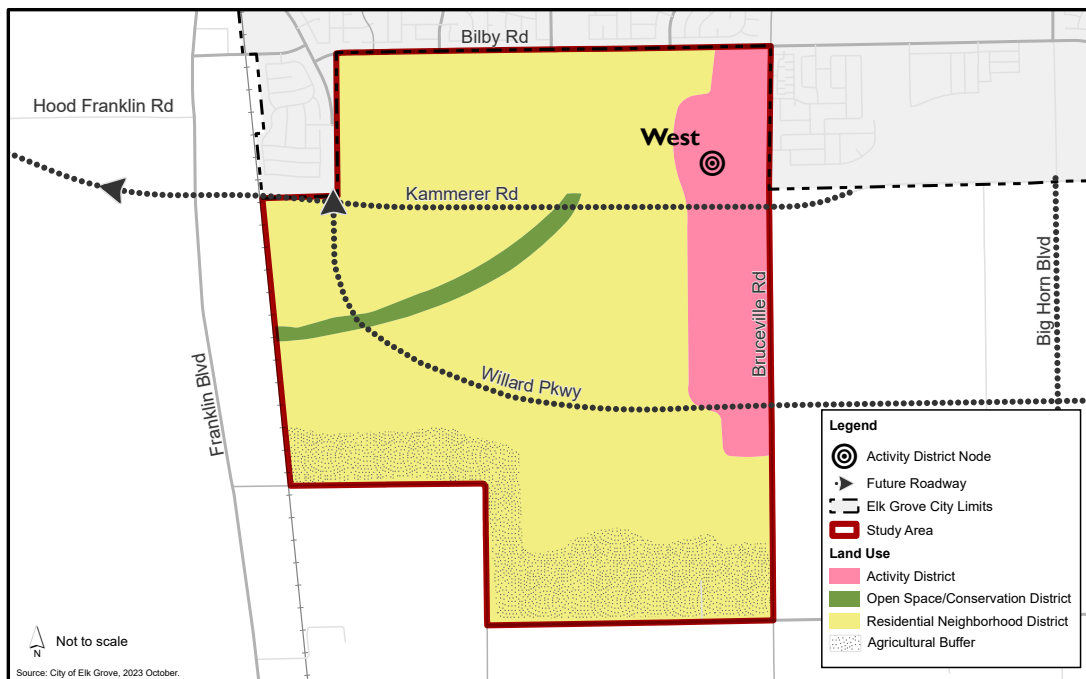 Bilby Rd
Hood Franklin Rd
West
Kammerer Rd
Bruceville Rd
Big Horn Blvd
Franklin Blvd
Willard Pkwy
Legend
Activity District Node
Future Roadway
Elk Grove City Limits
Study Area
Land Use
Activity District
Open Space/Conservation District
Residential Neighborhood District
Agricultural Buffer
N
Not to scale
Source: City of Elk Grove, 2023 October.